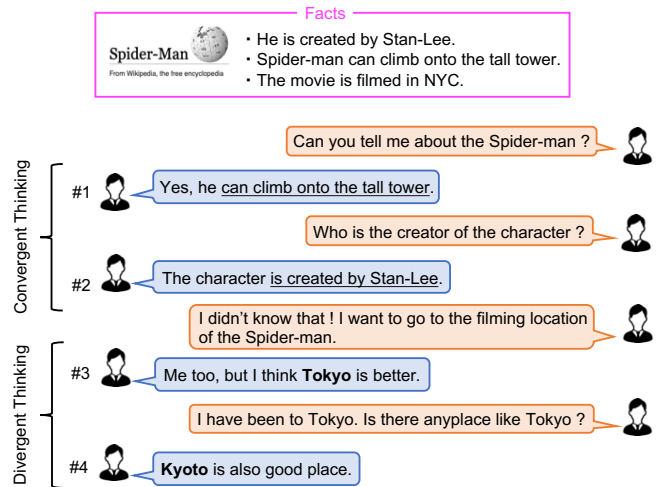 Facts
Spider-Man
From Wikipedia, the free encyclopedia
・He is created by Stan-Lee.
・Spider-man can climb onto the tall tower.
・The movie is filmed in NYC.
Can you tell me about the Spider-man ?
Convergent Thinking
#1
Yes, he can climb onto the tall tower.
Who is the creator of the character ?
#2
The character is created by Stan-Lee.
I didn't know that ! I want to go to the filming location
of the Spider-man.
Divergent Thinking
#3
Me too, but I think Tokyo is better.
I have been to Tokyo. Is there anyplace like Tokyo ?
#4
Kyoto is also good place.